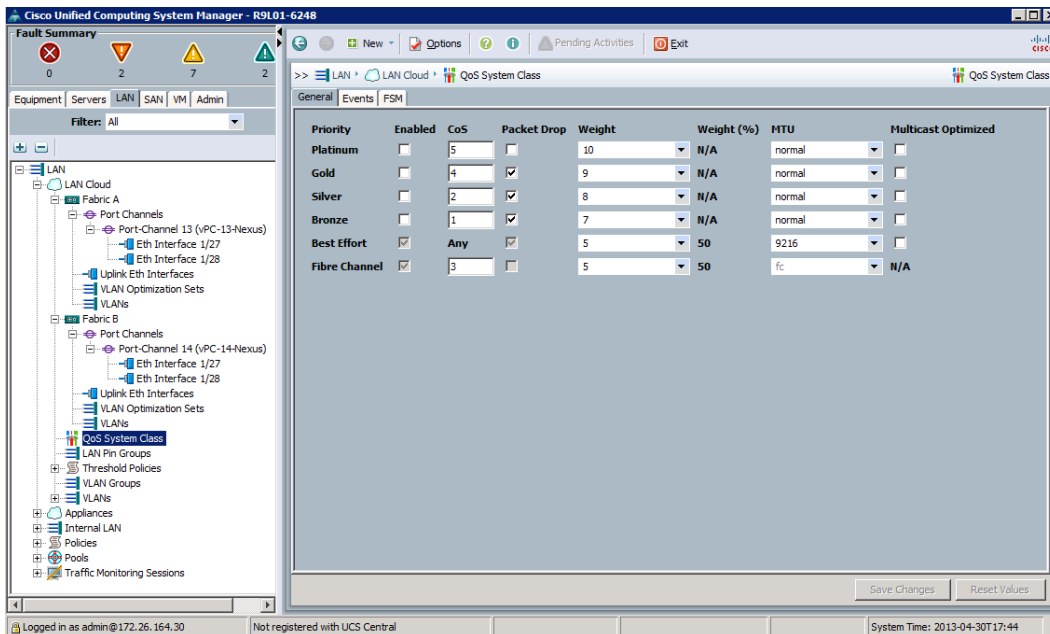 Cisco Unified Computing System Manager - R9L01-6248
Fault Summary
0 2 7 2
New Options Pending Activities Exit
cisco
>> LAN LAN Cloud QoS System Class
QoS System Class
Equipment Servers LAN SAN VM Admin
Filter: All
LAN
LAN Cloud
Fabric A
Port Channels
Port-Channel 13 (vPC-13-Nexus)
Eth Interface 1/27
Eth Interface 1/28
Uplink Eth Interfaces
VLAN Optimization Sets
VLANs
Fabric B
Port Channels
Port-Channel 14 (vPC-14-Nexus)
Eth Interface 1/27
Eth Interface 1/28
Uplink Eth Interfaces
VLAN Optimization Sets
VLANs
QoS System Class
LAN Pin Groups
Threshold Policies
VLAN Groups
VLANs
Appliances
Internal LAN
Policies
Pools
Traffic Monitoring Sessions
General Events FSM
Priority Enabled CoS Packet Drop Weight Weight (%) MTU Multicast Optimized
Platinum 5 10 N/A normal
Gold 4 9 N/A normal
Silver 2 8 N/A normal
Bronze 1 7 N/A normal
Best Effort Any 5 50 9216
Fibre Channel 3 5 50 fc N/A
Save Changes Reset Values
Logged in as admin@172.26.164.30 Not registered with UCS Central System Time: 2013-04-30T17:44